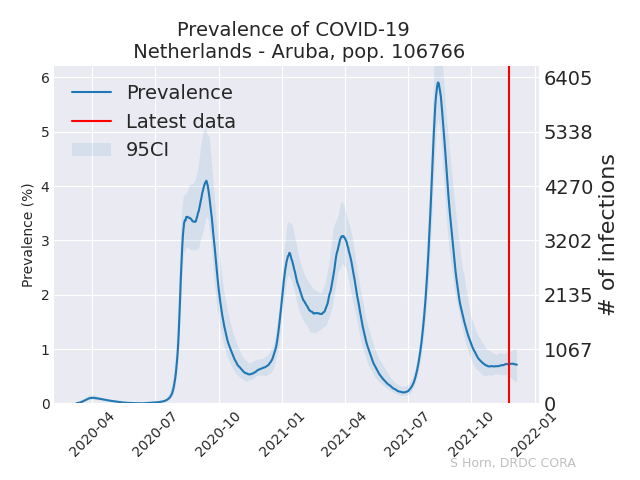 Prevalence of COVID-19
Netherlands - Aruba, pop. 106766
Prevalence
Latest data
95CI
Prevalence (%)
6
5
4
3
2
1
0
6405
5338
4270
3202
2135
1067
0
# of infections
2020-04
2020-07
2020-10
2021-01
2021-04
2021-07
2021-10
2022-01
S Horn, DRDC CORA